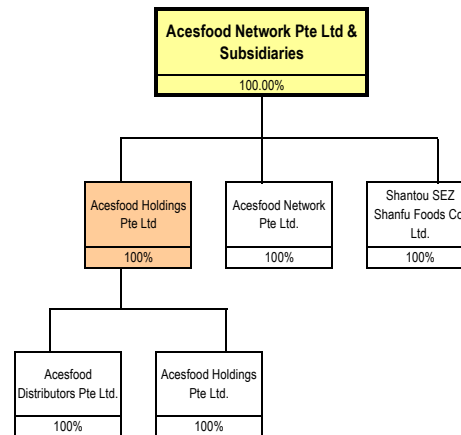 Acesfood Network Pte Ltd &
Subsidiaries
100.00%
Acesfood Holdings
Pte Ltd
100%
Acesfood Network
Pte Ltd.
100%
Shantou SEZ
Shanfu Foods Co
Ltd.
100%
Acesfood
Distributors Pte Ltd.
100%
Acesfood Holdings
Pte Ltd.
100%